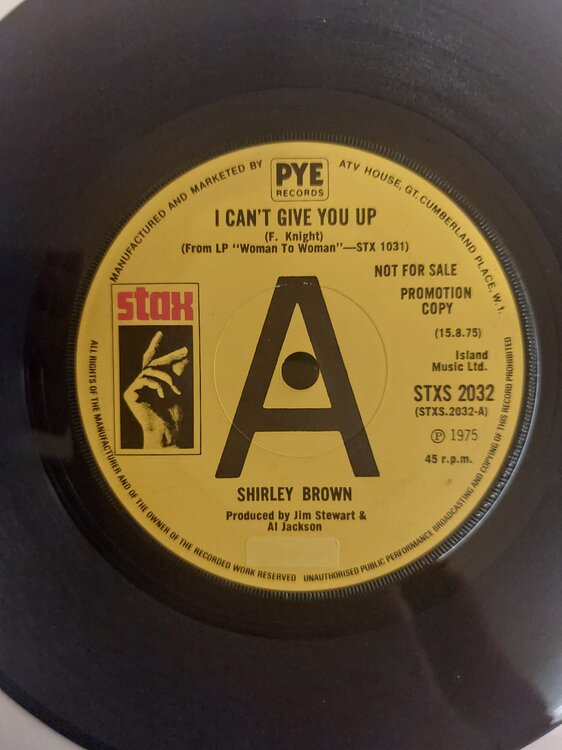 MANUFACTURED AND MARKETED BY
PYE
RECORDS
ATV HOUSE, GT. CUMBERLAND PLACE, W.1.
I CAN'T GIVE YOU UP
(F. Knight)
(From LP "Woman To Woman"—STX 1031)
NOT FOR SALE
PROMOTION
COPY
(15.8.75)
stax
A
Island
Music Ltd.
STXS 2032
(STXS.2032-A)
Ⓟ 1975
45 r.p.m.
SHIRLEY BROWN
Produced by Jim Stewart &
Al Jackson
ALL RIGHTS OF THE MANUFACTURER AND OF THE OWNER OF THE RECORDED WORK RESERVED UNAUTHORISED PUBLIC PERFORMANCE BROADCASTING AND COPYING OF THIS RECORD PROHIBITED